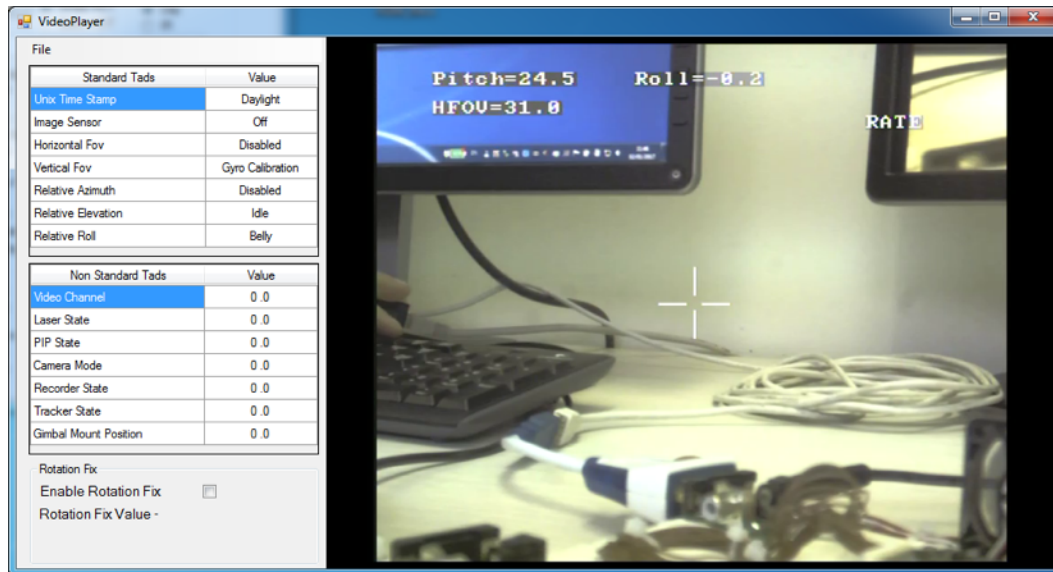 VideoPlayer
File
Standard Tads Value
Unix Time Stamp Daylight
Image Sensor Off
Horizontal Fov Disabled
Vertical Fov Gyro Calibration
Relative Azimuth Disabled
Relative Elevation Idle
Relative Roll Belly
Non Standard Tads Value
Video Channel 0 .0
Laser State 0 .0
PIP State 0 .0
Camera Mode 0 .0
Recorder State 0 .0
Tracker State 0 .0
Gimbal Mount Position 0 .0
Rotation Fix
Enable Rotation Fix
Rotation Fix Value -
Pitch=24.5 Roll=-0.2
HFOV=31.0
RATE